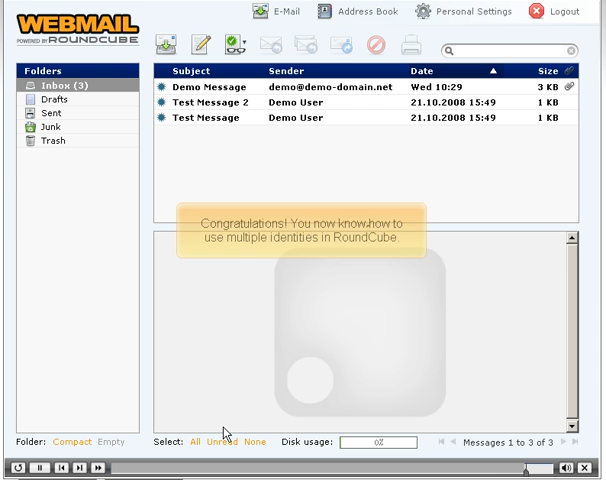 E-Mail Address Book Personal Settings Logout
WEBMAIL
POWERED BY ROUNDCUBE
Folders
Inbox (3)
Drafts
Sent
Junk
Trash
Subject Sender Date Size
Demo Message demo@demo-domain.net Wed 10:29 3 KB
Test Message 2 Demo User 21.10.2008 15:49 1 KB
Test Message Demo User 21.10.2008 15:49 1 KB
Congratulations! You now know how to
use multiple identities in RoundCube.
Folder: Compact Empty Select: All Unread None Disk usage: 0% Messages 1 to 3 of 3